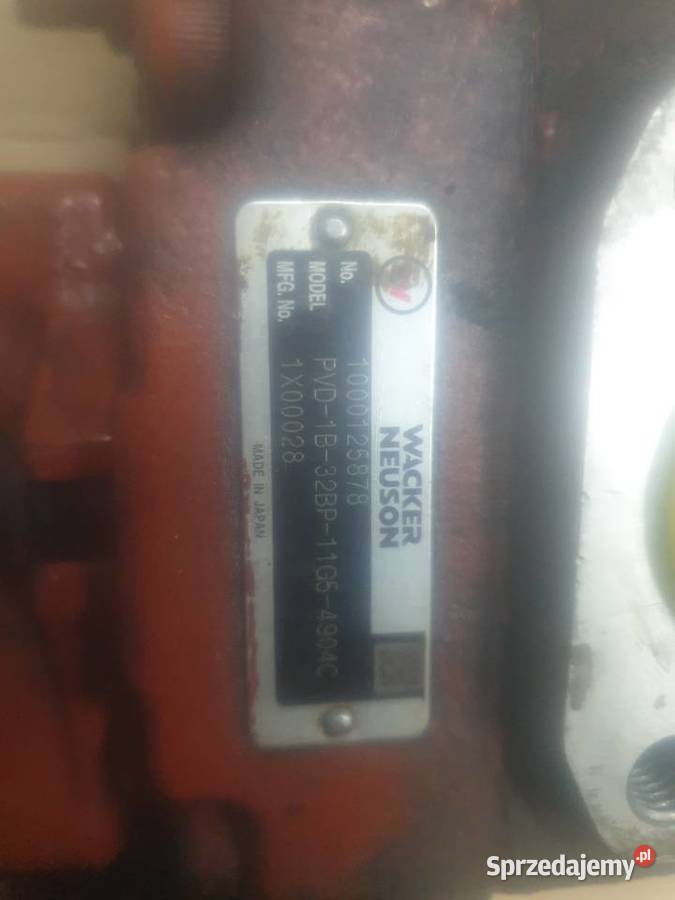 WACKER
NEUSON
No. 1000125878
MODEL PVD-1B-32BP-11G5-4904C
MFG. No. 1X00028
MADE IN JAPAN
Sprzedajemy.pl